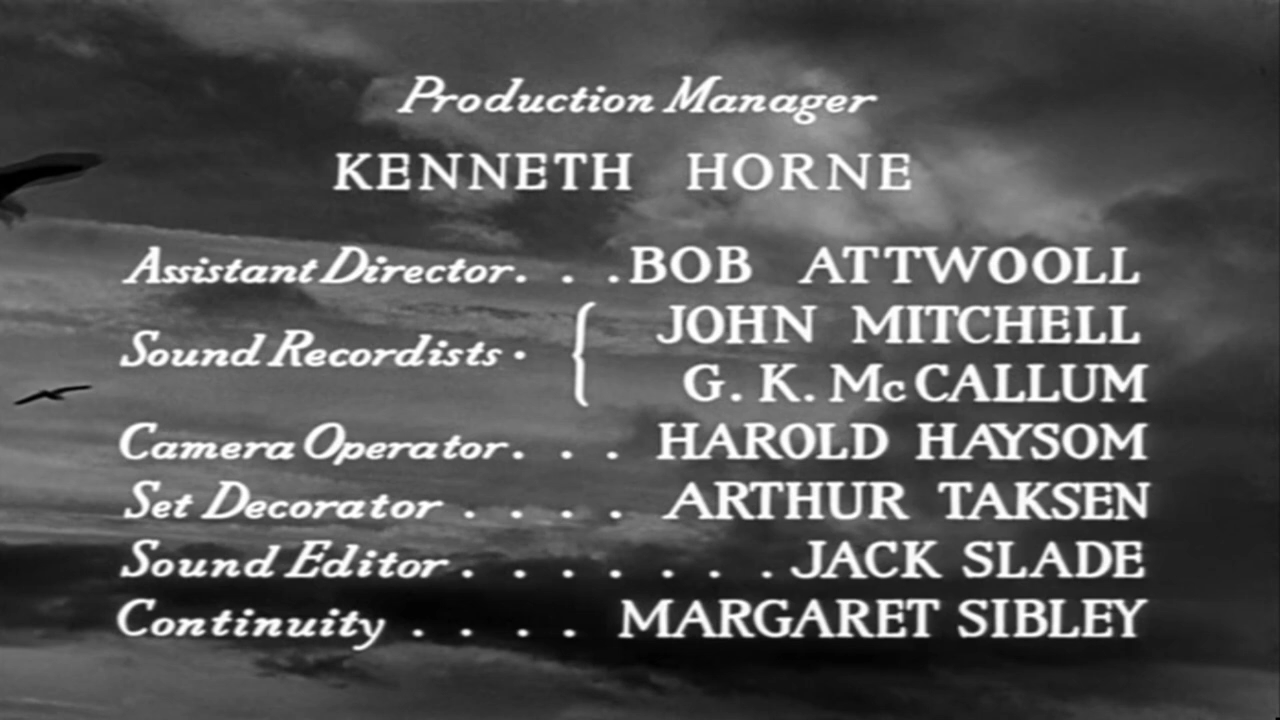 Production Manager
KENNETH HORNE
Assistant Director. . .BOB ATTWOOLL
Sound Recordists . { JOHN MITCHELL
G. K. McCALLUM
Camera Operator. . . HAROLD HAYSOM
Set Decorator . . . . ARTHUR TAKSEN
Sound Editor . . . . . . . JACK SLADE
Continuity . . . . MARGARET SIBLEY